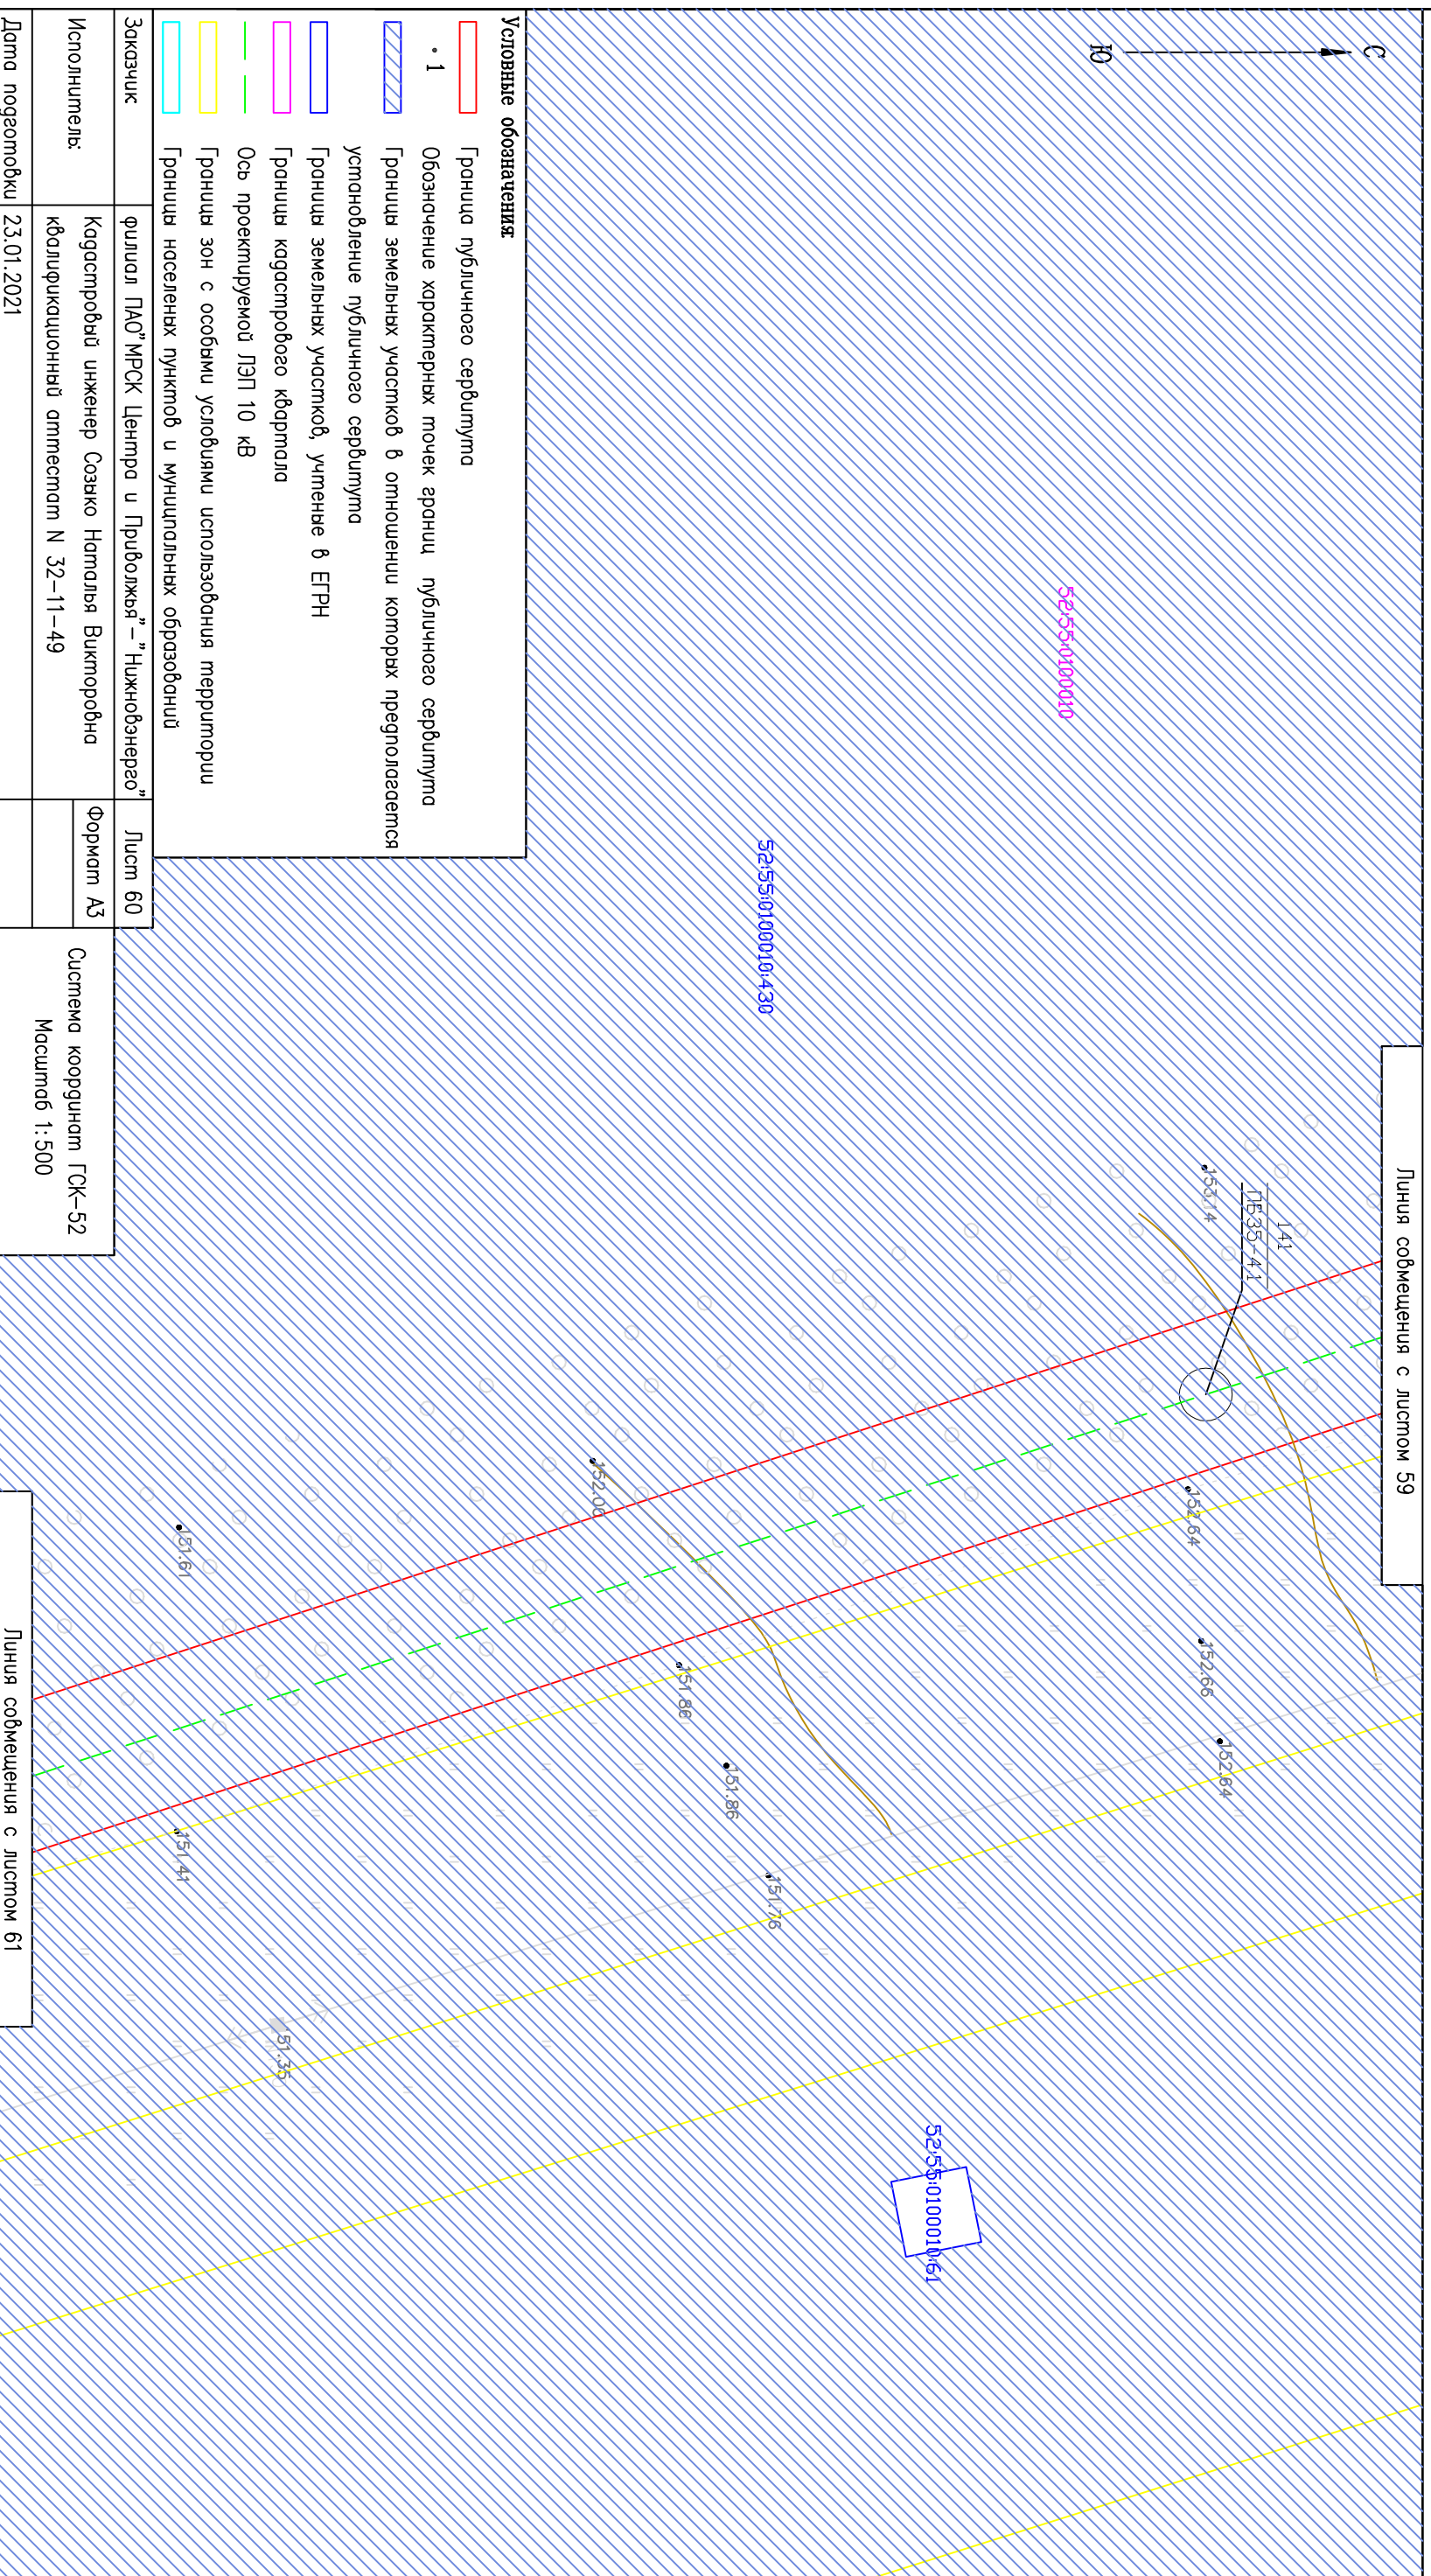 С
Ю
Линия совмещения с листом 59
52:55:0100010
52:55:0100010:430
141
ПБ35-4.1
153.14
152.64
152.66
152.64
152.00
151.86
151.86
151.76
151.61
151.41
51.35
52:55:0100010:61
Условные обозначения:
Граница публичного сервитута
1
Обозначение характерных точек границ публичного сервитута
Границы земельных участков в отношении которых предполагается
установление публичного сервитута
Границы земельных участков, учтеные в ЕГРН
Границы кадастрового квартала
Ось проектируемой ЛЭП 10 кВ
Границы зон с особыми условиями использования территории
Границы населенных пунктов и муниципальных образований
Заказчик
филиал ПАО"МРСК Центра и Приволжья"-"Нижновэнерго"
Лист 60
Исполнитель:
Кадастровый инженер Созыко Наталья Викторовна
квалификационный аттестат N 32-11-49
Формат А3
Система координат ГСК-52
Масштаб 1:500
Дата подготовки
23.01.2021
Линия совмещения с листом 61